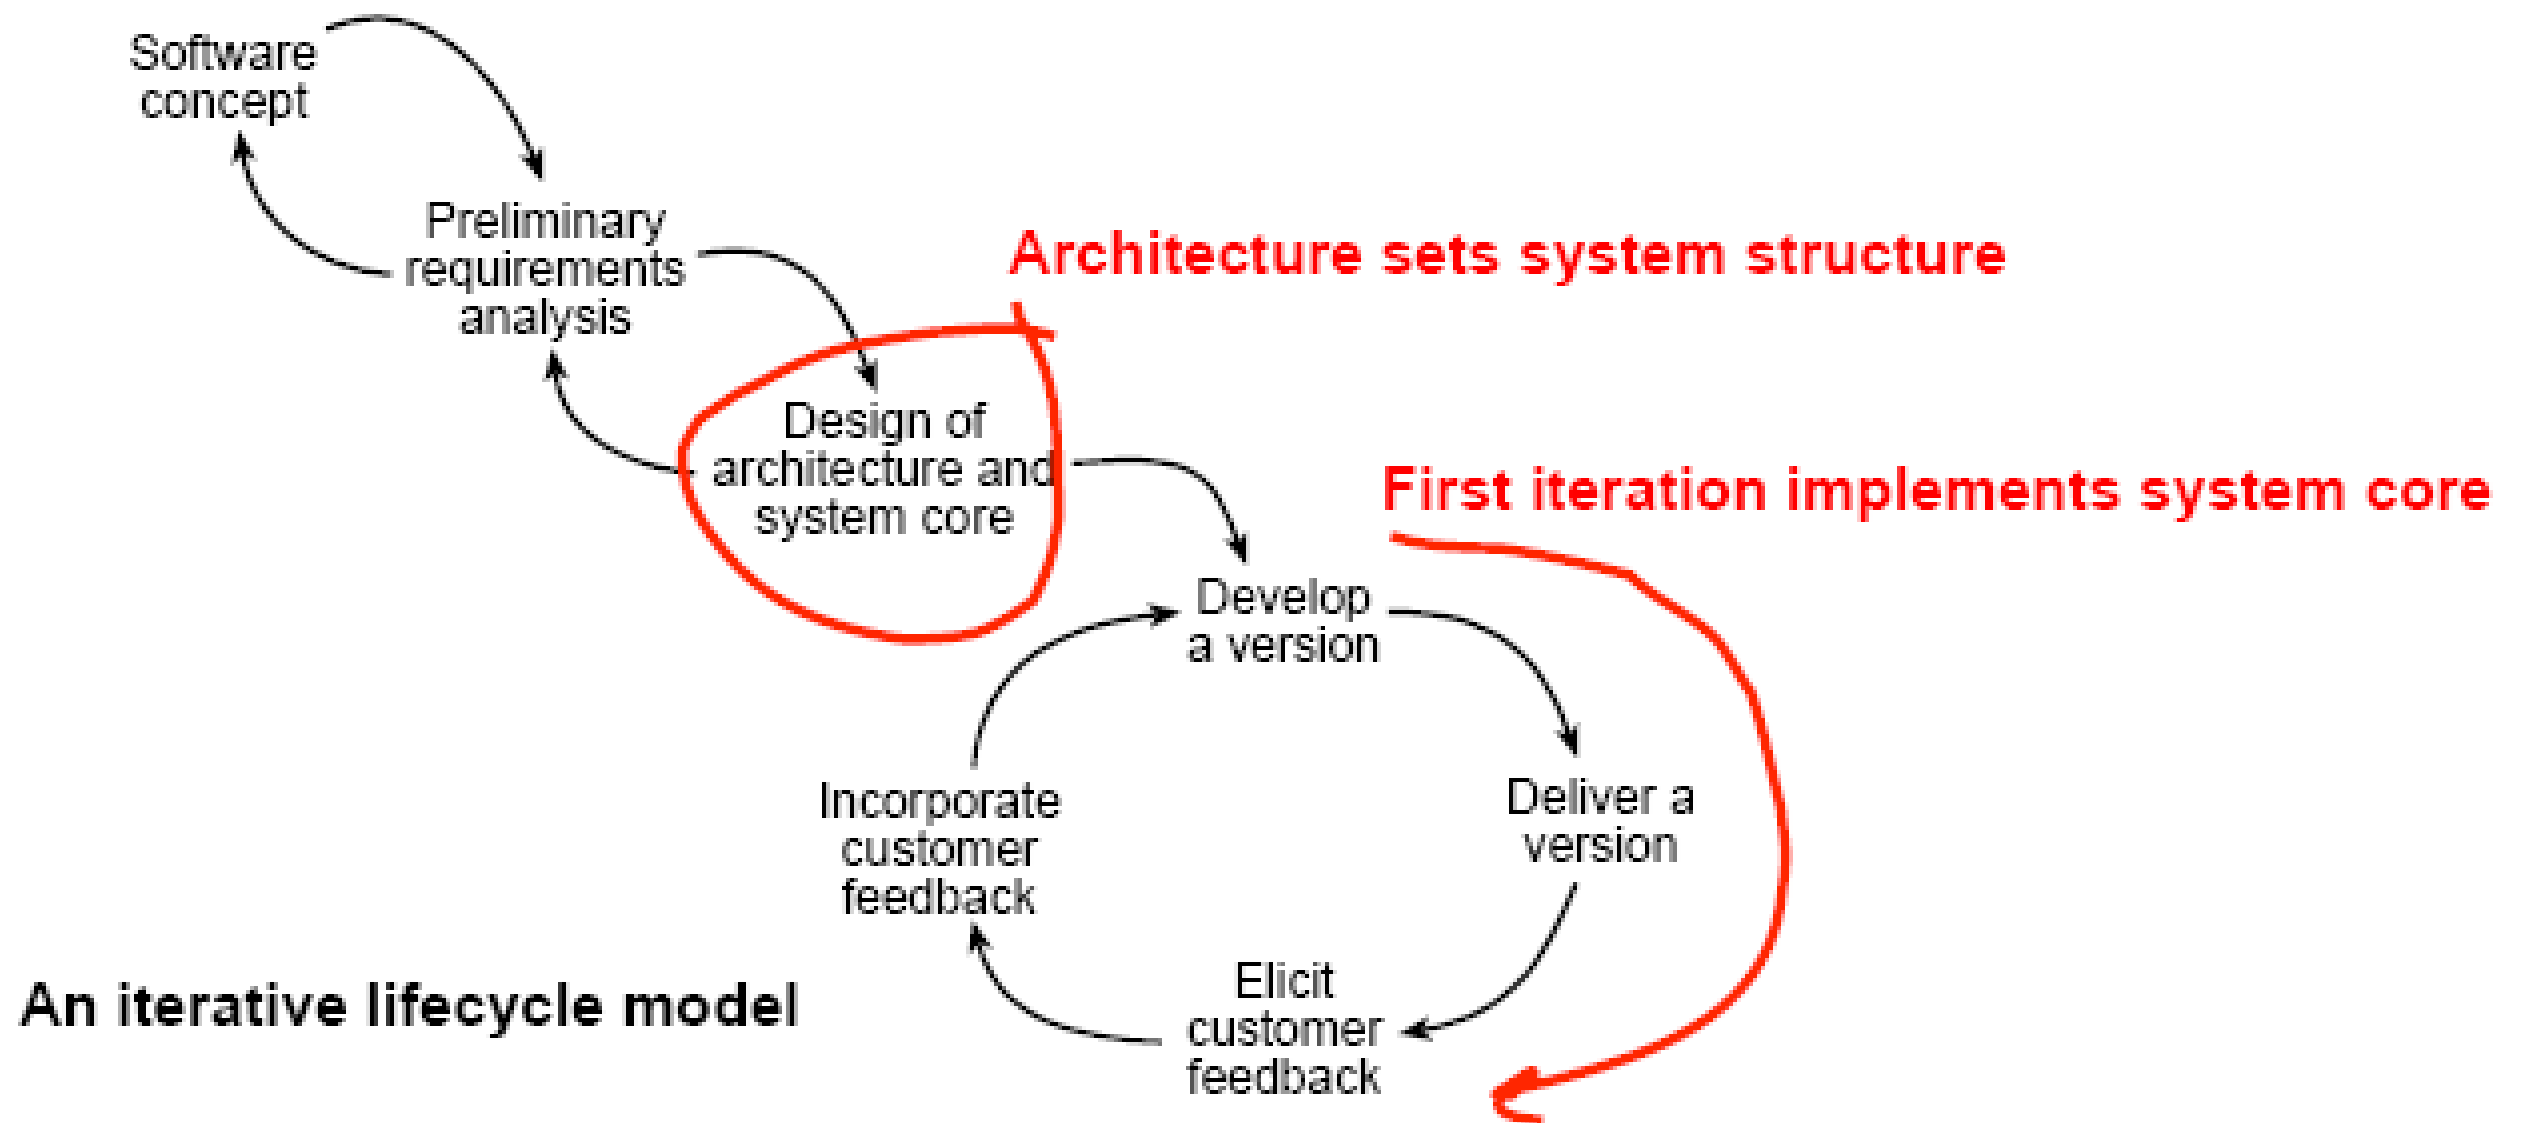 Software
concept
Preliminary
requirements
analysis
Architecture sets system structure
Design of
architecture and
system core
First iteration implements system core
Develop
a version
Deliver a
version
Incorporate
customer
feedback
Elicit
customer
feedback
An iterative lifecycle model